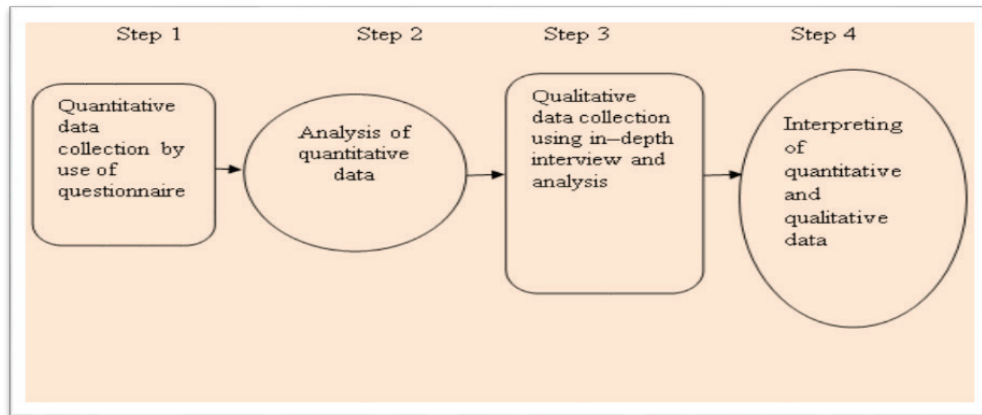 Step 1
Step 2
Step 3
Step 4
Quantitative
data
collection by
use of
questionnaire
Analysis of
quantitative
data
Qualitative
data collection
using in–depth
interview and
analysis
Interpreting
of
quantitative
and
qualitative
data